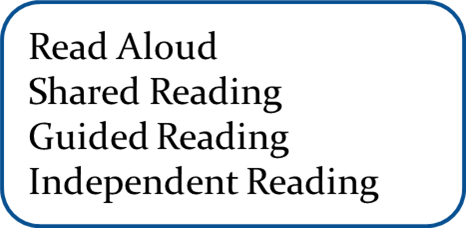 Read Aloud
Shared Reading
Guided Reading
Independent Reading